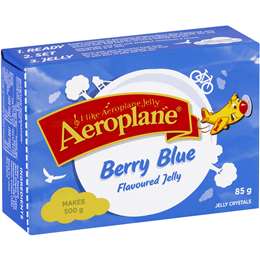 1. READY
2. SET
3. JELLY
I like Aeroplane Jelly
Aeroplane®
Berry Blue
Flavoured Jelly
MAKES
500 g
85 g
JELLY CRYSTALS
INGREDIENTS